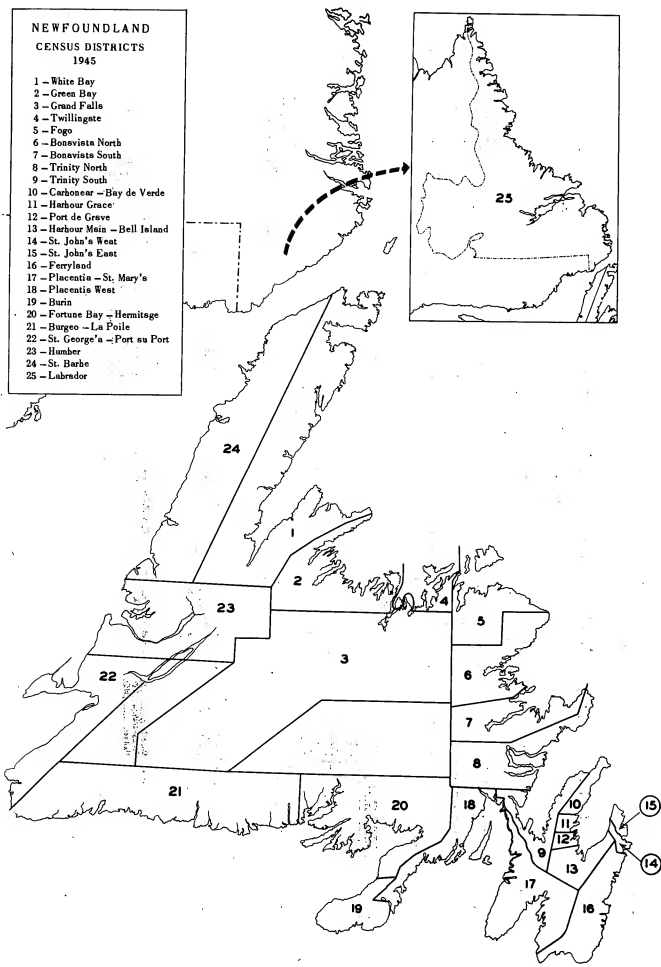 NEWFOUNDLAND
CENSUS DISTRICTS
1945
1 – White Bay
2 – Green Bay
3 – Grand Falls
4 – Twillingate
5 – Fogo
6 – Bonavista North
7 – Bonavista South
8 – Trinity North
9 – Trinity South
10 – Carbonear – Bay de Verde
11 – Harbour Grace
12 – Port de Grave
13 – Harbour Main – Bell Island
14 – St. John's West
15 – St. John's East
16 – Ferryland
17 – Placentia – St. Mary's
18 – Placentia West
19 – Burin
20 – Fortune Bay – Hermitage
21 – Burgeo – La Poile
22 – St. George's – Port au Port
23 – Humber
24 – St. Barbe
25 – Labrador
25
24
1
2
23
4
5
3
22
6
7
8
21
20
18
10
15
11
12
9
13
14
17
16
19